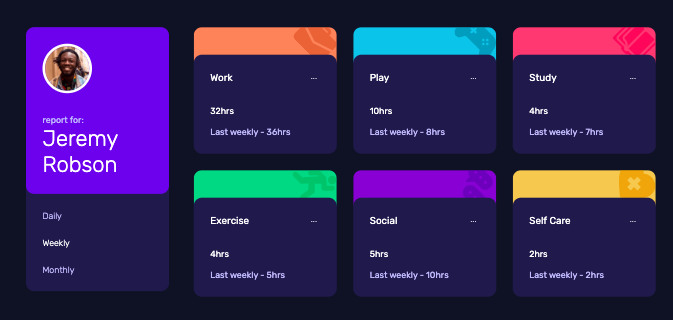 report for:
Jeremy
Robson
Daily
Weekly
Monthly
Work ...
32hrs
Last weekly - 36hrs
Play ...
10hrs
Last weekly - 8hrs
Study ...
4hrs
Last weekly - 7hrs
Exercise ...
4hrs
Last weekly - 5hrs
Social ...
5hrs
Last weekly - 10hrs
Self Care ...
2hrs
Last weekly - 2hrs